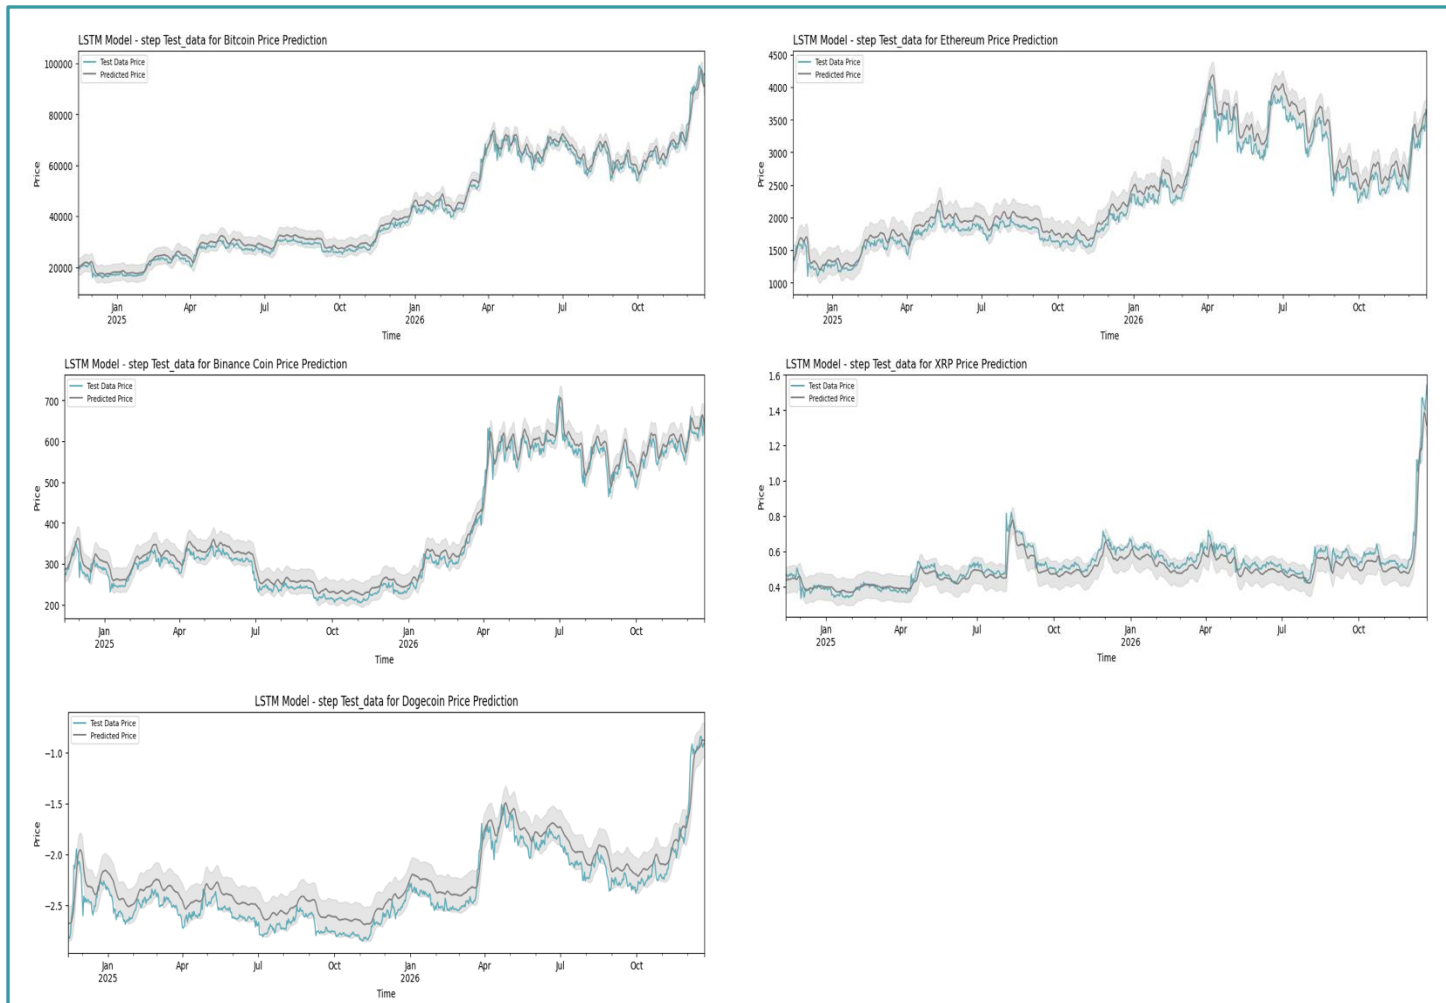 LSTM Model - step Test_data for Bitcoin Price Prediction
Test Data Price
Predicted Price
100000
80000
60000
40000
20000
Price
Jan Apr Jul Oct Jan Apr Jul Oct
2025 2026
Time
LSTM Model - step Test_data for Ethereum Price Prediction
Test Data Price
Predicted Price
4500
4000
3500
3000
2500
2000
1500
1000
Price
Jan Apr Jul Oct Jan Apr Jul Oct
2025 2026
Time
LSTM Model - step Test_data for Binance Coin Price Prediction
Test Data Price
Predicted Price
700
600
500
400
300
200
Price
Jan Apr Jul Oct Jan Apr Jul Oct
2025 2026
Time
LSTM Model - step Test_data for XRP Price Prediction
Test Data Price
Predicted Price
1.6
1.4
1.2
1.0
0.8
0.6
0.4
Price
Jan Apr Jul Oct Jan Apr Jul Oct
2025 2026
Time
LSTM Model - step Test_data for Dogecoin Price Prediction
Test Data Price
Predicted Price
−1.0
−1.5
−2.0
−2.5
Price
Jan Apr Jul Oct Jan Apr Jul Oct
2025 2026
Time